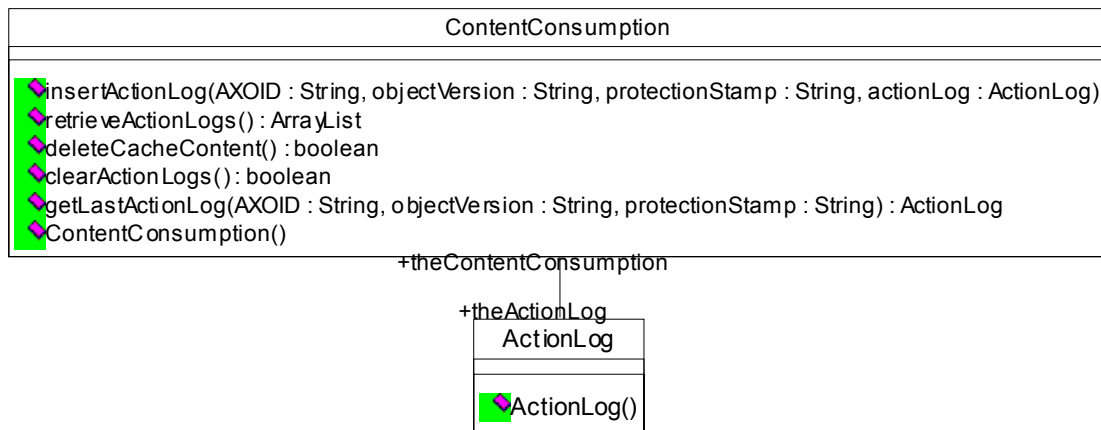 ContentConsumption
insertActionLog(AXOID : String, objectVersion : String, protectionStamp : String, actionLog : ActionLog)
retrieveActionLogs() : ArrayList
deleteCacheContent() : boolean
clearActionLogs() : boolean
getLastActionLog(AXOID : String, objectVersion : String, protectionStamp : String) : ActionLog
ContentConsumption()
+theContentConsumption
+theActionLog
ActionLog
ActionLog()